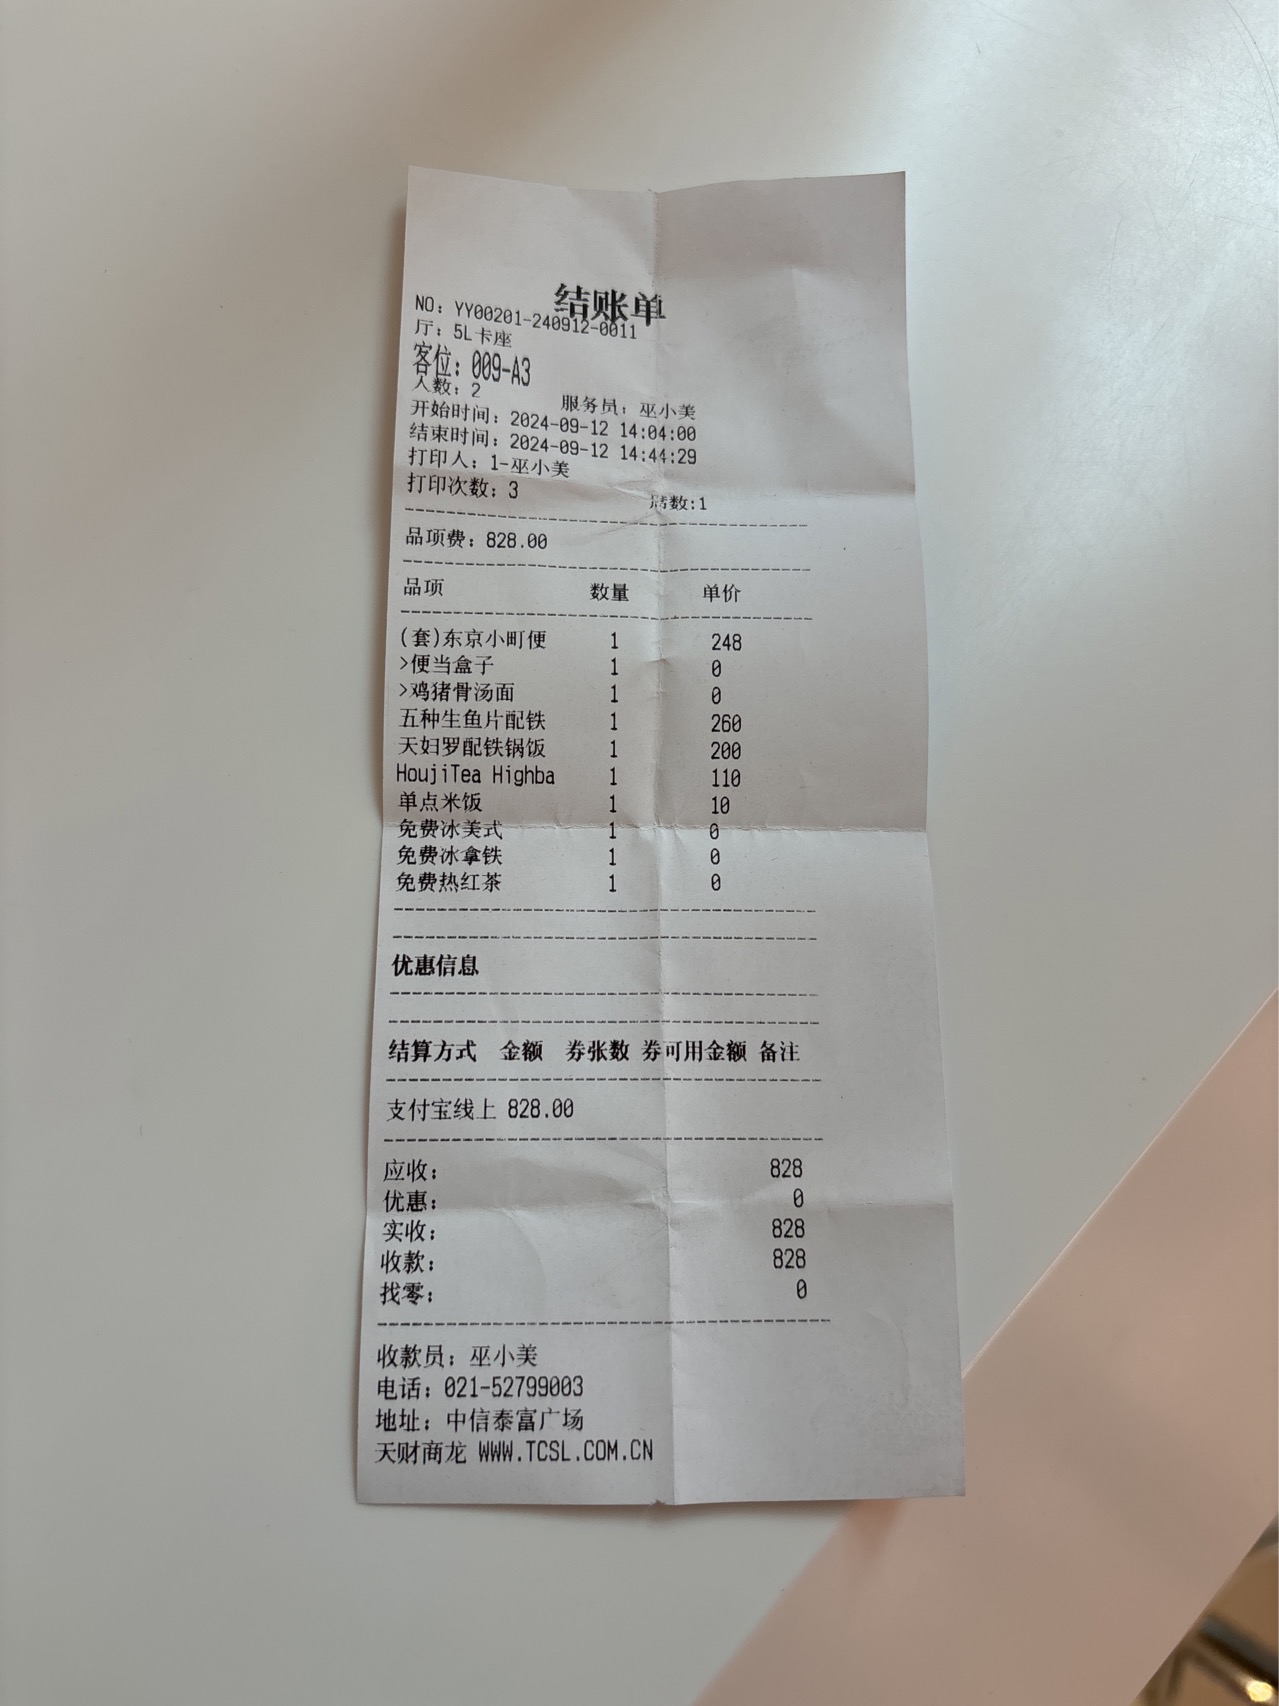 结账单
NO：YY00201-240912-0011
厅：5L卡座
客位：009-A3
人数：2 服务员：巫小美
开始时间：2024-09-12 14:04:00
结束时间：2024-09-12 14:44:29
打印人：1-巫小美
打印次数：3 席数:1
品项费：828.00
品项 数量 单价
(套)东京小町便 1 248
>便当盒子 1 0
>鸡猪骨汤面 1 0
五种生鱼片配铁 1 260
天妇罗配铁锅饭 1 200
HoujiTea Highba 1 110
单点米饭 1 10
免费冰美式 1 0
免费冰拿铁 1 0
免费热红茶 1 0
优惠信息
结算方式 金额 券张数 券可用金额 备注
支付宝线上 828.00
应收： 828
优惠： 0
实收： 828
收款： 828
找零： 0
收款员：巫小美
电话：021-52799003
地址：中信泰富广场
天财商龙 WWW.TCSL.COM.CN